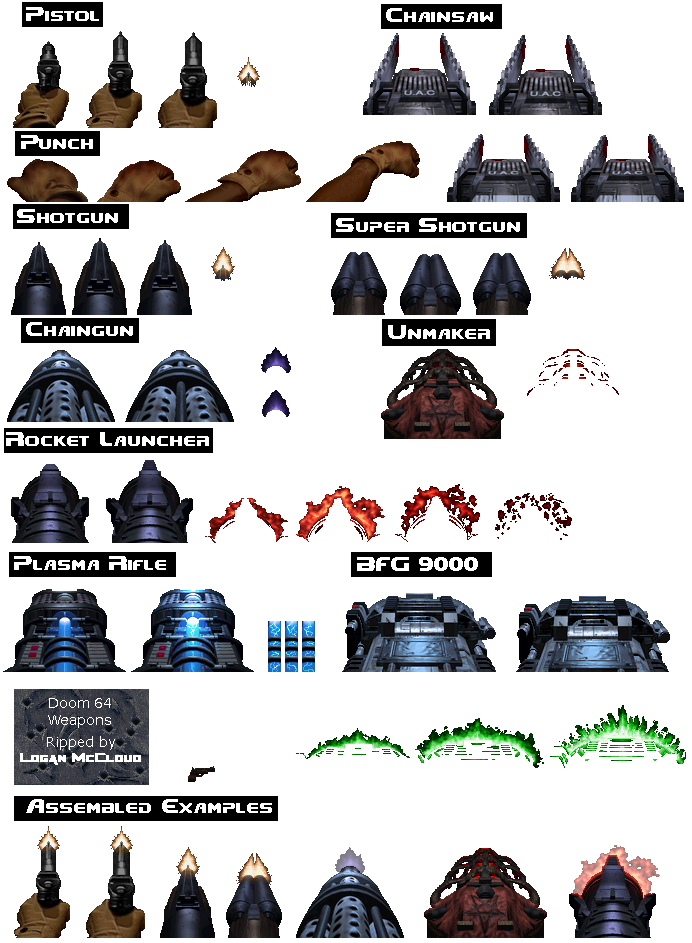 Pistol
Chainsaw
UAC
UAC
Punch
Shotgun
Super Shotgun
Chaingun
Unmaker
Rocket Launcher
Plasma Rifle
BFG 9000
Doom 64
Weapons
Ripped by
Logan McCloud
Assembled Examples